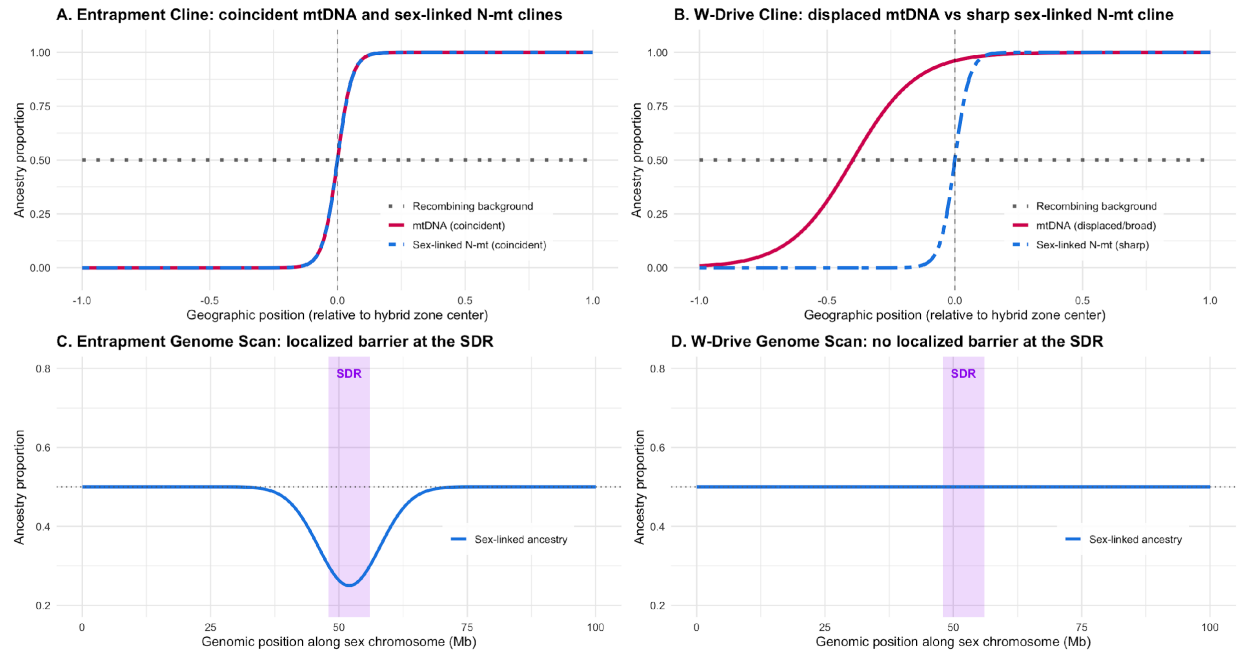 A. Entrapment Cline: coincident mtDNA and sex-linked N-mt clines
1.00
0.75
0.50
0.25
0.00
Ancestry proportion
Recombining background
mtDNA (coincident)
Sex-linked N-mt (coincident)
-1.0
-0.5
0.0
0.5
1.0
Geographic position (relative to hybrid zone center)
B. W-Drive Cline: displaced mtDNA vs sharp sex-linked N-mt cline
1.00
0.75
0.50
0.25
0.00
Ancestry proportion
Recombining background
mtDNA (displaced/broad)
Sex-linked N-mt (sharp)
-1.0
-0.5
0.0
0.5
1.0
Geographic position (relative to hybrid zone center)
C. Entrapment Genome Scan: localized barrier at the SDR
0.8
0.6
0.4
0.2
Ancestry proportion
SDR
Sex-linked ancestry
0
25
50
75
100
Genomic position along sex chromosome (Mb)
D. W-Drive Genome Scan: no localized barrier at the SDR
0.8
0.6
0.4
0.2
Ancestry proportion
SDR
Sex-linked ancestry
0
25
50
75
100
Genomic position along sex chromosome (Mb)